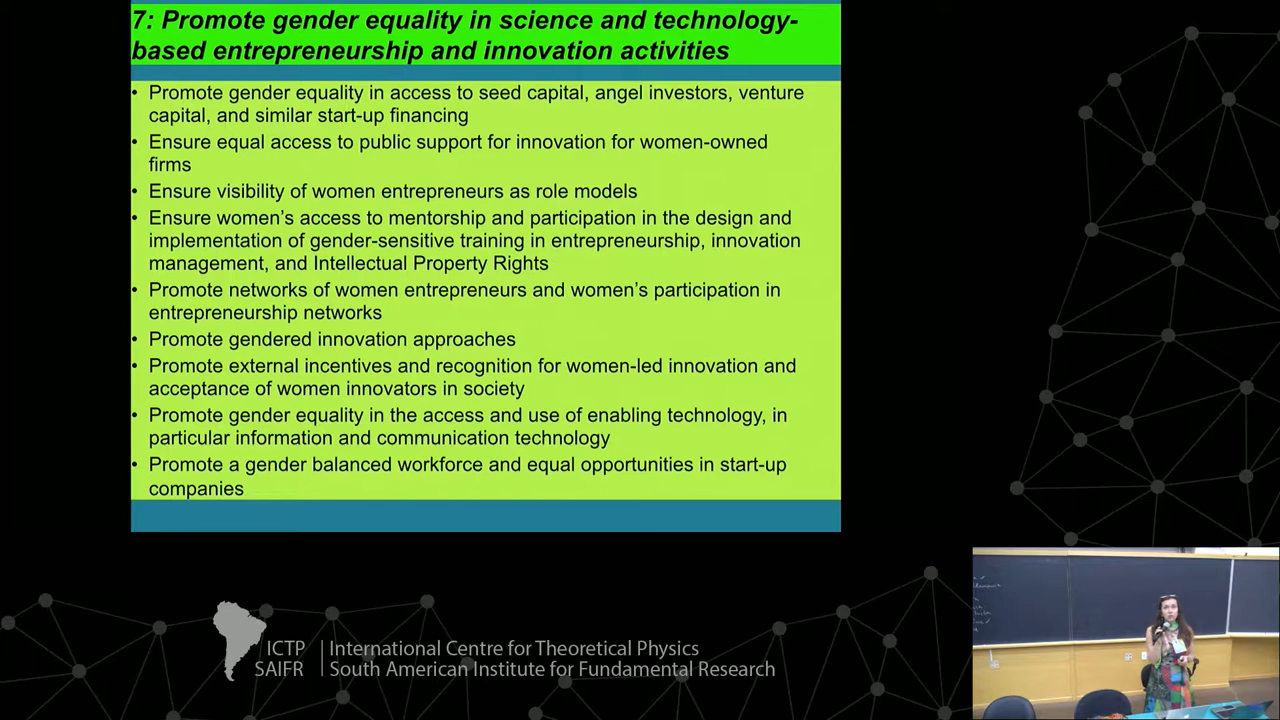 7: Promote gender equality in science and technology-
based entrepreneurship and innovation activities
• Promote gender equality in access to seed capital, angel investors, venture
capital, and similar start-up financing
• Ensure equal access to public support for innovation for women-owned
firms
• Ensure visibility of women entrepreneurs as role models
• Ensure women’s access to mentorship and participation in the design and
implementation of gender-sensitive training in entrepreneurship, innovation
management, and Intellectual Property Rights
• Promote networks of women entrepreneurs and women’s participation in
entrepreneurship networks
• Promote gendered innovation approaches
• Promote external incentives and recognition for women-led innovation and
acceptance of women innovators in society
• Promote gender equality in the access and use of enabling technology, in
particular information and communication technology
• Promote a gender balanced workforce and equal opportunities in start-up
companies
ICTP
SAIFR
International Centre for Theoretical Physics
South American Institute for Fundamental Research